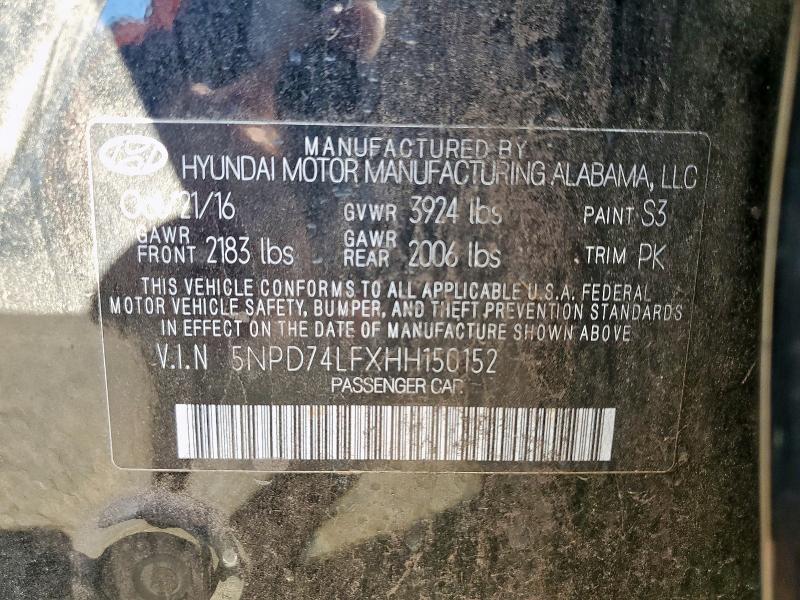 MANUFACTURED BY
HYUNDAI MOTOR MANUFACTURING ALABAMA, LLC
GVWR 3924 lbs PAINT S3
GAWR FRONT 2183 lbs GAWR REAR 2006 lbs TRIM PK
THIS VEHICLE CONFORMS TO ALL APPLICABLE U.S.A. FEDERAL
MOTOR VEHICLE SAFETY, BUMPER, AND THEFT PREVENTION STANDARDS
IN EFFECT ON THE DATE OF MANUFACTURE SHOWN ABOVE
V.I.N 5NPD74LFXHH150152
PASSENGER CAR